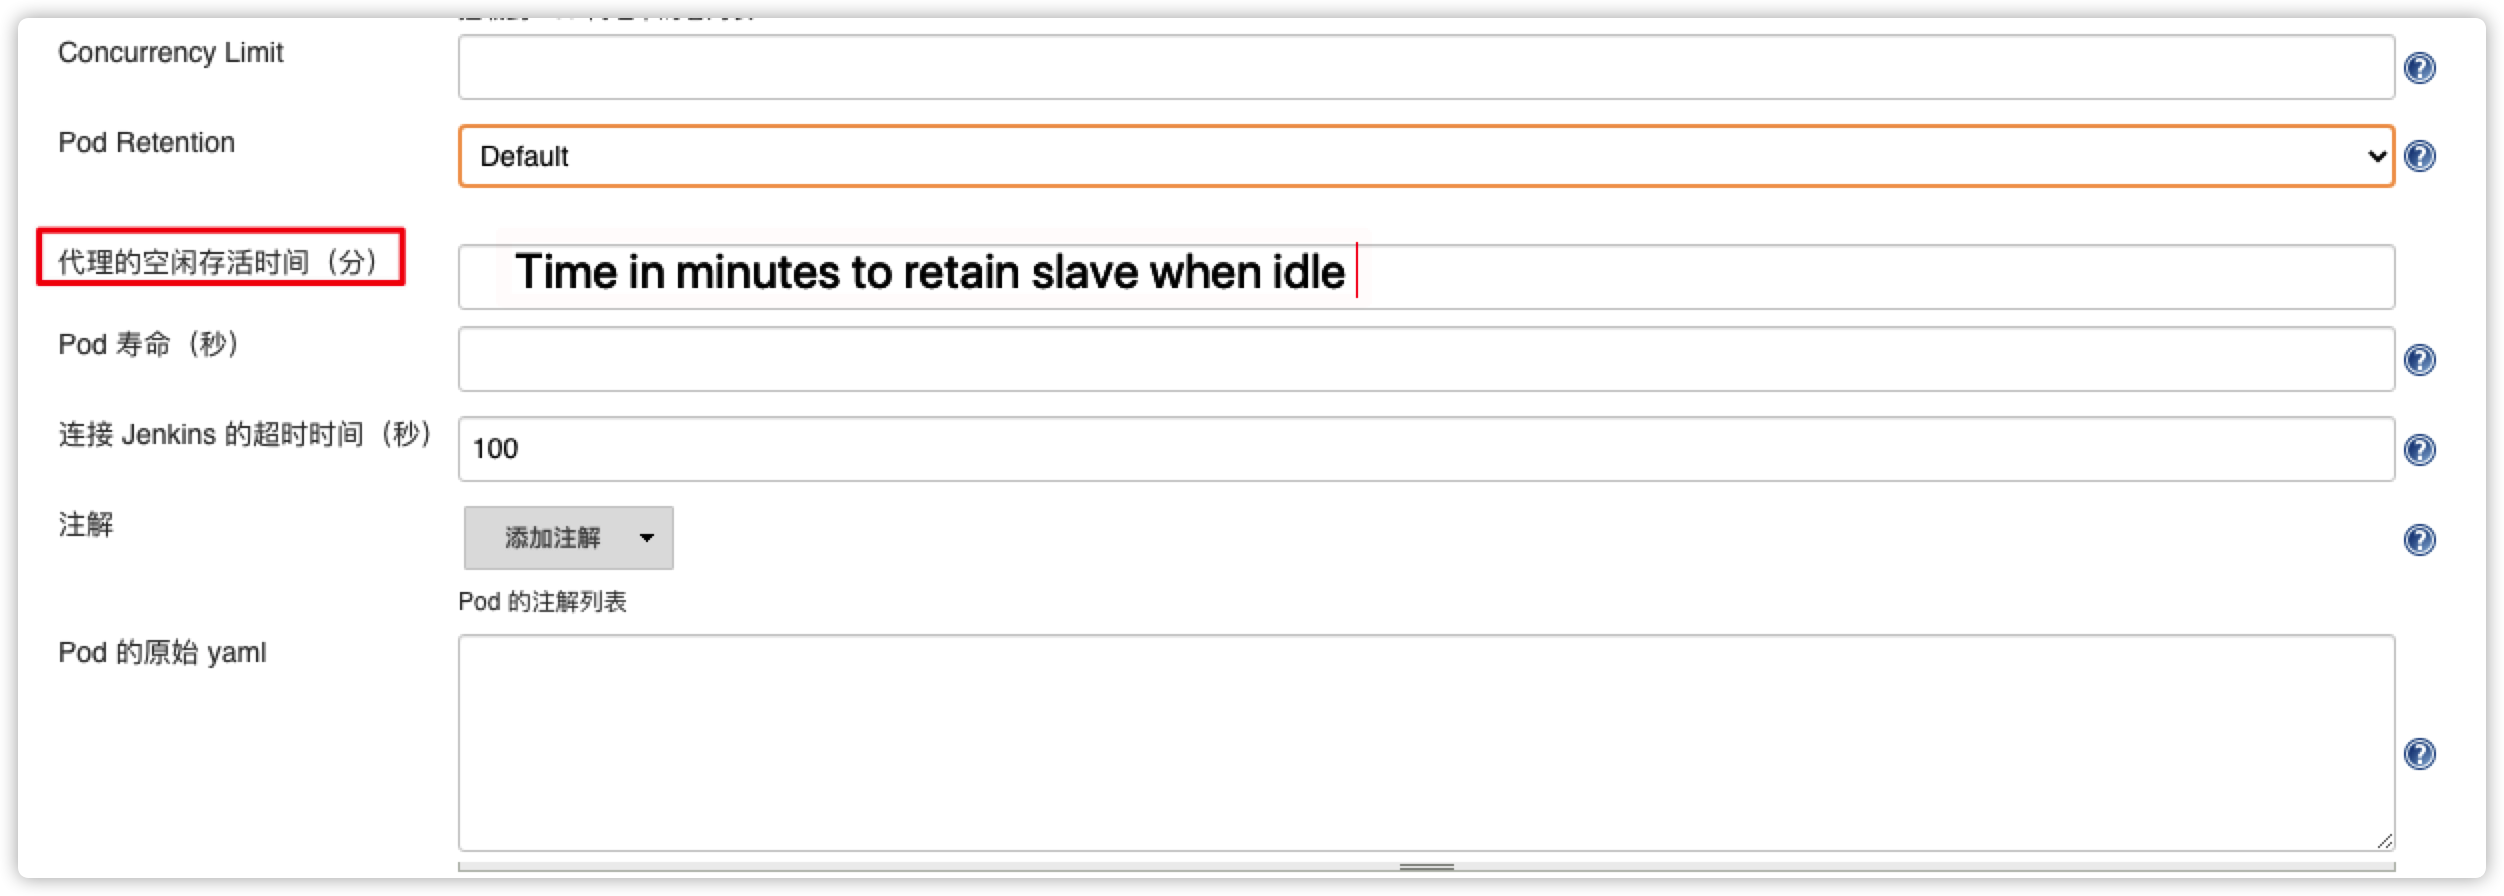 Concurrency Limit
Pod Retention
Default
代理的空闲存活时间（分）
Time in minutes to retain slave when idle
Pod 寿命（秒）
连接 Jenkins 的超时时间（秒）
100
注解
添加注解
Pod 的注解列表
Pod 的原始 yaml